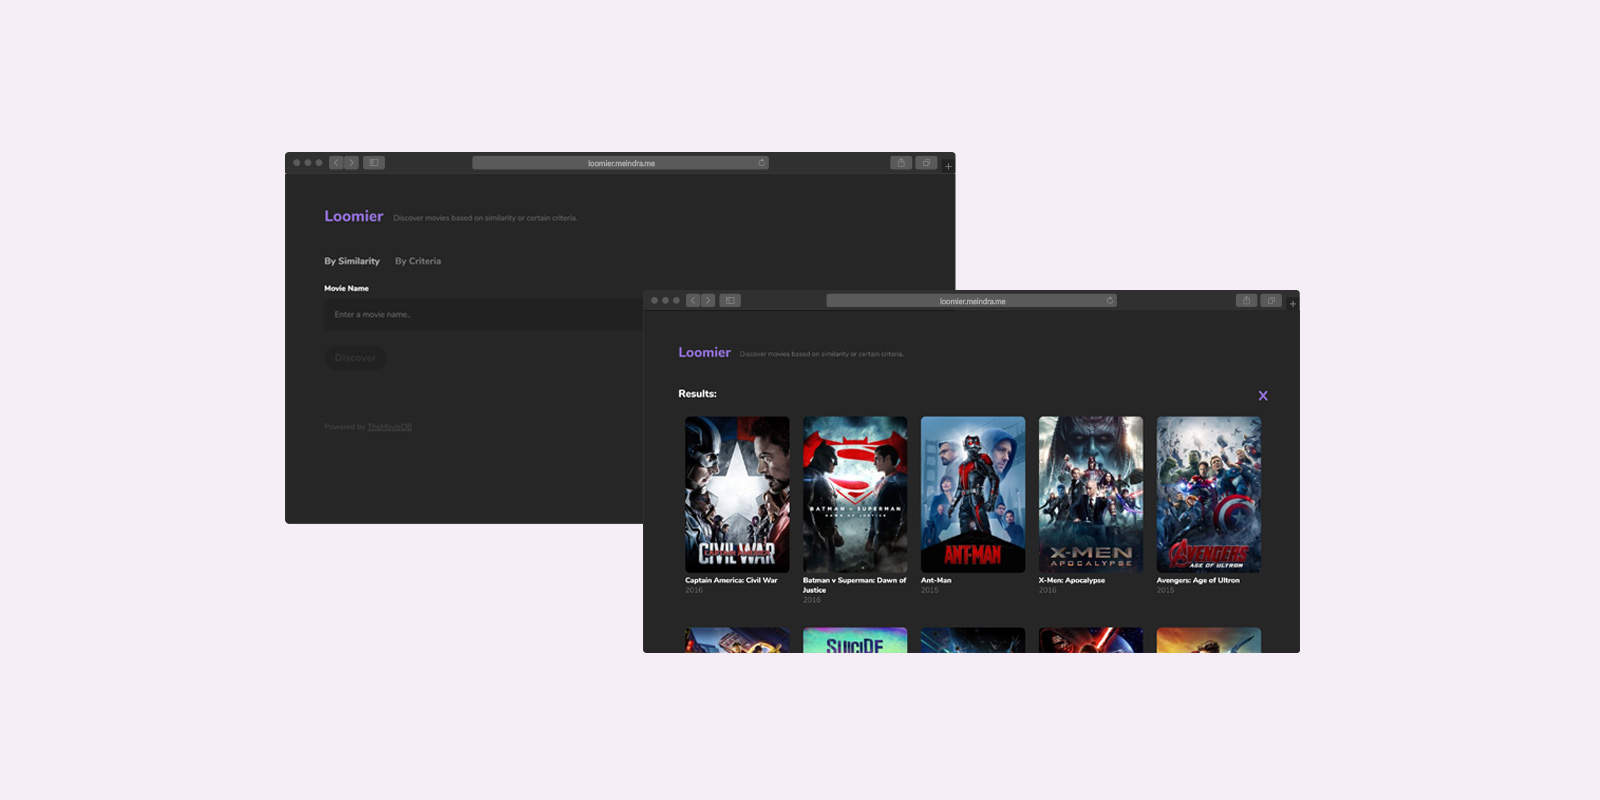 loomier.meindra.me
Loomier Discover movies based on similarity or certain criteria.
By Similarity By Criteria
Movie Name
Enter a movie name..
Discover
Powered by TheMovieDB
loomier.meindra.me
Loomier Discover movies based on similarity or certain criteria.
Results:
X
CAPTAIN AMERICA
CIVIL WAR
BATMAN V SUPERMAN
DAWN OF JUSTICE
ANT-MAN
X-MEN
APOCALYPSE
AVENGERS
AGE OF ULTRON
Captain America: Civil War
2016
Batman v Superman: Dawn of
Justice
2016
Ant-Man
2015
X-Men: Apocalypse
2016
Avengers: Age of Ultron
2015
SUICIDE